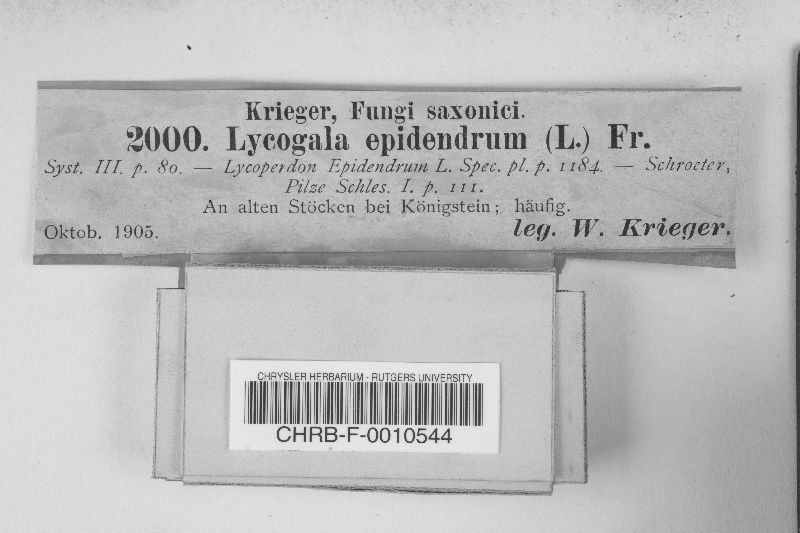 Krieger, Fungi saxonici.
2000. Lycogala epidendrum (L.) Fr.
Syst. III. p. 80. — Lycoperdon Epidendrum L. Spec. pl. p. 1184. — Schroeter,
Pilze Schles. I. p. 111.
An alten Stöcken bei Königstein; häufig.
Oktob. 1905. leg. W. Krieger.
CHRYSLER HERBARIUM - RUTGERS UNIVERSITY
CHRB-F-0010544